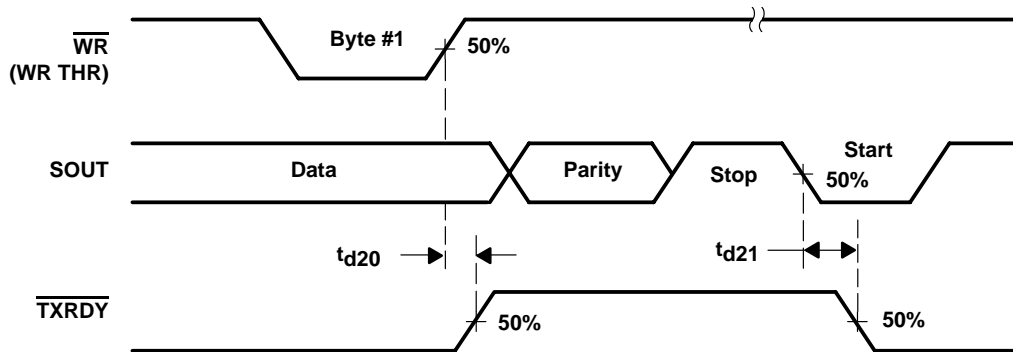 WR
(WR THR)
Byte #1
50%
SOUT
Data
Parity
Stop
Start
50%
td20
td21
TXRDY
50%
50%